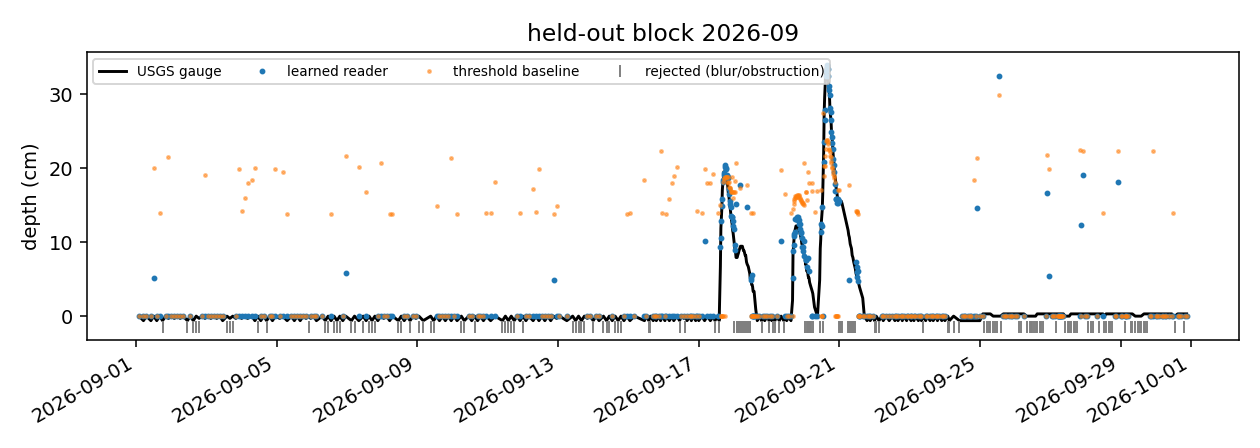 held-out block 2026-09
USGS gauge learned reader threshold baseline rejected (blur/obstruction)
depth (cm)
30
20
10
0
2026-09-01 2026-09-05 2026-09-09 2026-09-13 2026-09-17 2026-09-21 2026-09-25 2026-09-29 2026-10-01